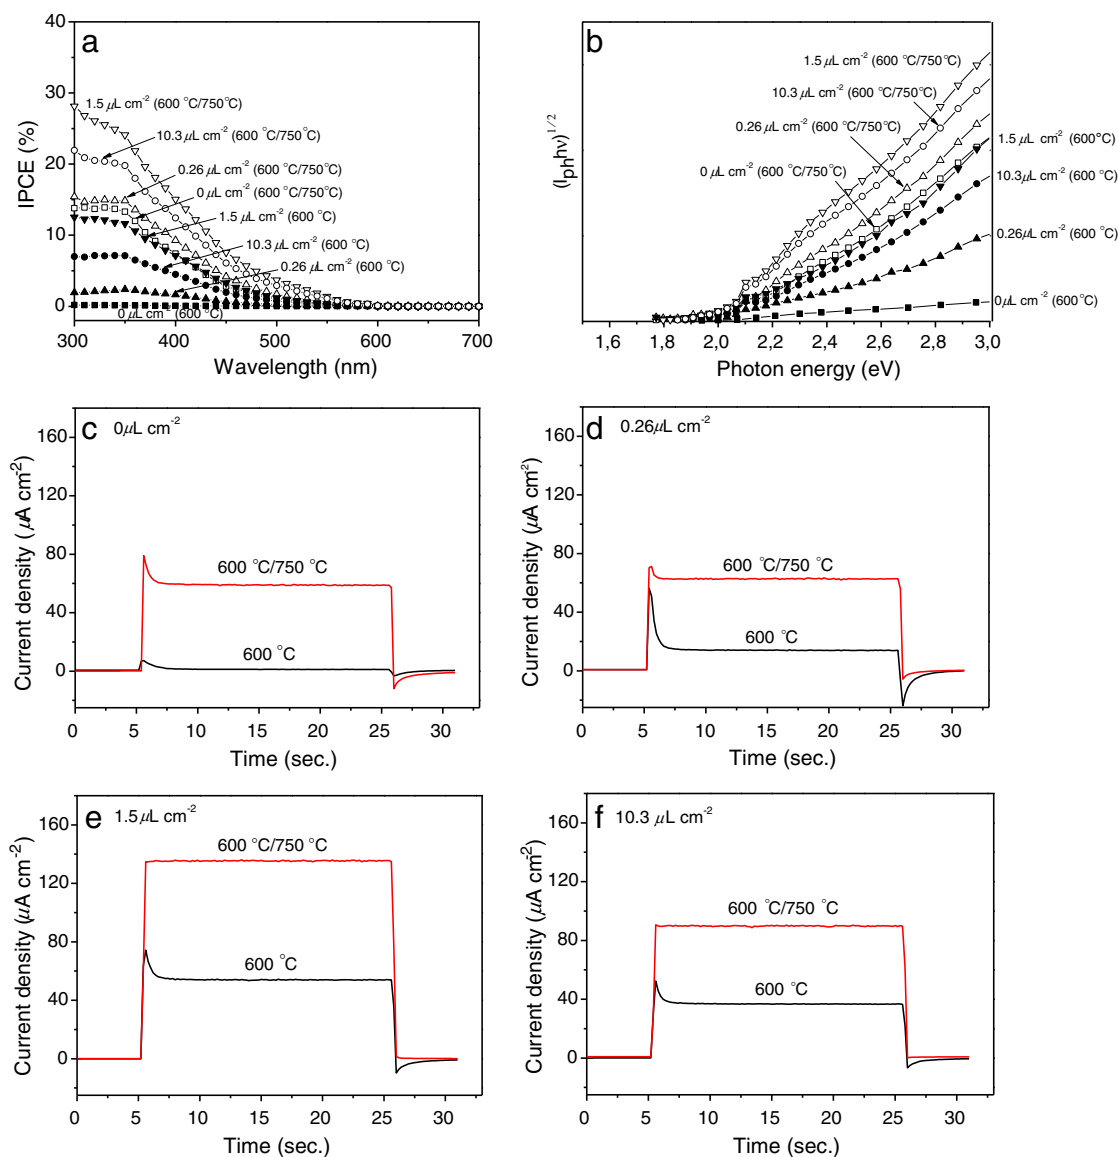 a
IPCE (%)
40
30
20
10
0
1.5 μL cm-2 (600 °C/750°C)
10.3 μL cm-2 (600 °C/750°C)
0.26 μL cm-2 (600 °C/750°C)
0 μL cm-2 (600 °C/750°C)
1.5 μL cm-2 (600 °C)
10.3 μL cm-2 (600 °C)
0.26 μL cm-2 (600 °C)
0 μL cm-2 (600 °C)
300 400 500 600 700
Wavelength (nm)
b
(Iphhν)1/2
1.5 μL cm-2 (600 °C/750°C)
10.3 μL cm-2 (600 °C/750°C)
0.26 μL cm-2 (600 °C/750°C)
0 μL cm-2 (600 °C/750°C)
1.5 μL cm-2 (600°C)
10.3μL cm-2 (600 °C)
0.26μL cm-2 (600 °C)
0μL cm-2 (600°C)
1,6 1,8 2,0 2,2 2,4 2,6 2,8 3,0
Photon energy (eV)
c 0μL cm-2
Current density (μA cm-2)
160
120
80
40
0
600 °C/750 °C
600 °C
0 5 10 15 20 25 30
Time (sec.)
d 0.26μL cm-2
Current density (μA cm-2)
160
120
80
40
0
600 °C/750 °C
600 °C
0 5 10 15 20 25 30
Time (sec.)
e 1.5μL cm-2
Current density (μA cm-2)
160
120
80
40
0
600 °C/750 °C
600 °C
0 5 10 15 20 25 30
Time (sec.)
f 10.3 μL cm-2
Current density (μA cm-2)
160
120
80
40
0
600 °C/750 °C
600 °C
0 5 10 15 20 25 30
Time (sec.)